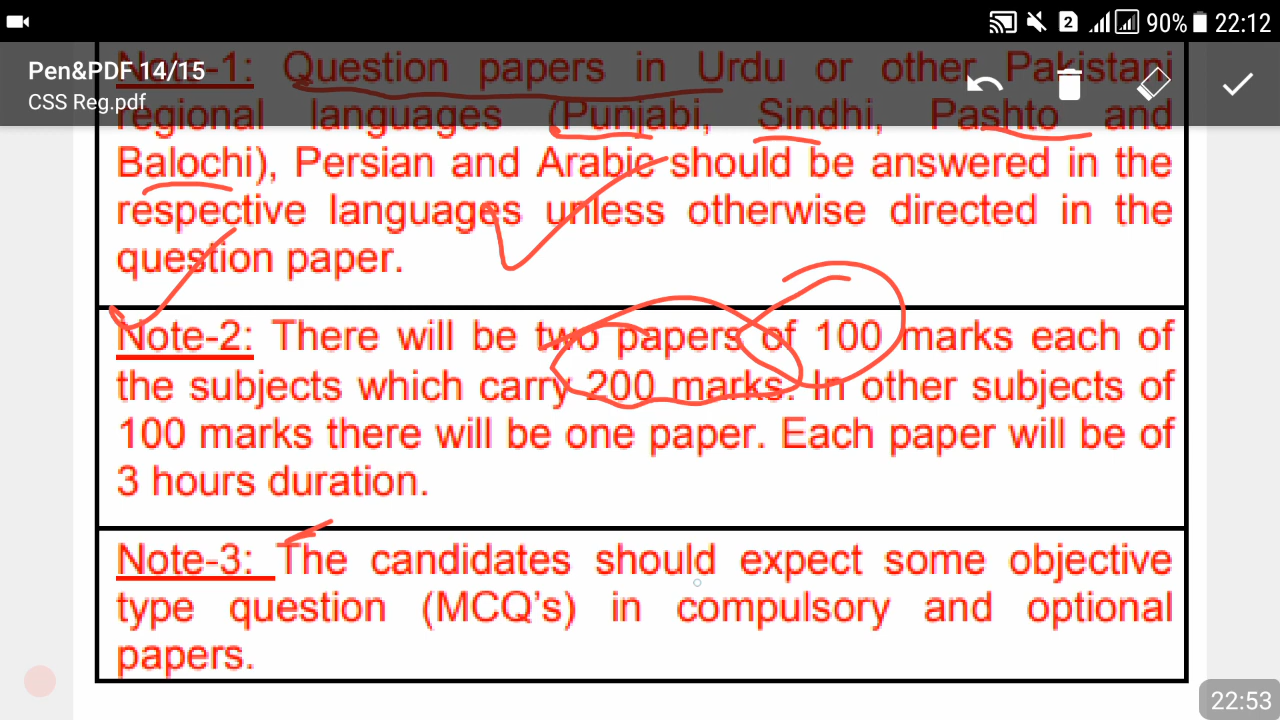 2 90% 22:12
Pen&PDF 14/15
CSS Reg.pdf
Note-1: Question papers in Urdu or other Pakistani
regional languages (Punjabi, Sindhi, Pashto and
Balochi), Persian and Arabic should be answered in the
respective languages unless otherwise directed in the
question paper.
Note-2: There will be two papers of 100 marks each of
the subjects which carry 200 marks. In other subjects of
100 marks there will be one paper. Each paper will be of
3 hours duration.
Note-3: The candidates should expect some objective
type question (MCQ's) in compulsory and optional
papers.
22:53